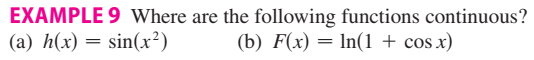 EXAMPLE 9 Where are the following functions continuous?
(a) h(x) = sin(x²) (b) F(x) = ln(1 + cos x)